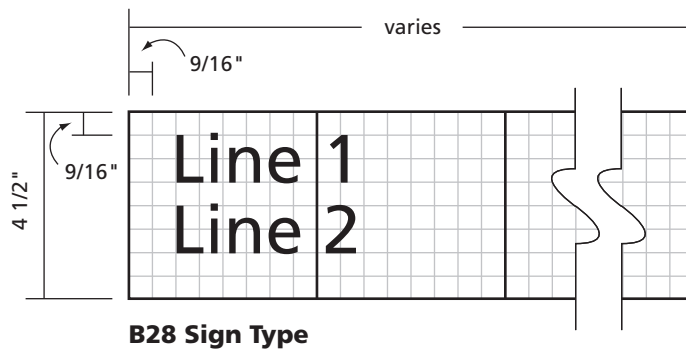 varies
9/16"
9/16"
4 1/2"
Line 1
Line 2
B28 Sign Type